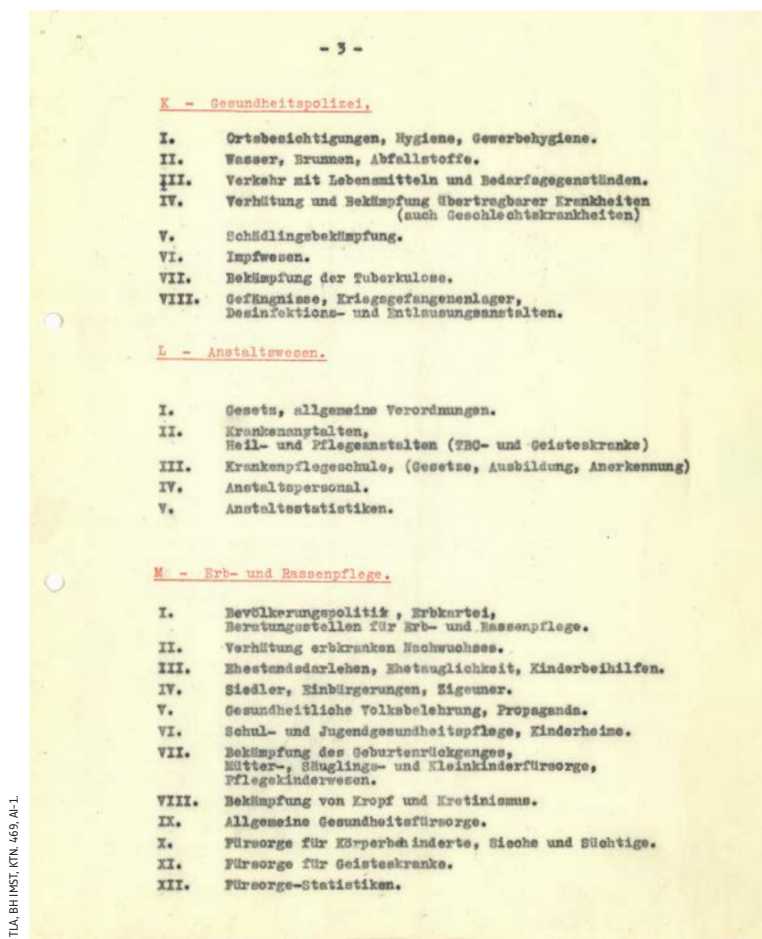 - 3 -
K - Gesundheitspolizei,
I. Ortsbesichtigungen, Hygiene, Gewerbehygiene.
II. Wasser, Brunnen, Abfallstoffe.
III. Verkehr mit Lebensmitteln und Bedarfsgegenständen.
IV. Verhütung und Bekämpfung übertragbarer Krankheiten
(auch Geschlechtskrankheiten)
V. Schädlingsbekämpfung.
VI. Impfwesen.
VII. Bekämpfung der Tuberkulose.
VIII. Gefängnisse, Kriegsgefangenenlager,
Desinfektions- und Entlausungsanstalten.
L - Anstaltswesen.
I. Gesetz, allgemeine Verordnungen.
II. Krankenanstalten,
Heil- und Pflegeanstalten (TBC- und Geisteskranke)
III. Krankenpflegeschule, (Gesetze, Ausbildung, Anerkennung)
IV. Anstaltspersonal.
V. Anstaltsstatistiken.
M - Erb- und Rassenpflege.
I. Bevölkerungspolitik , Erbkartei,
Beratungsstellen für Erb- und Rassenpflege.
II. Verhütung erbkranken Nachwuchses.
III. Ehestandsdarlehen, Ehetauglichkeit, Kinderbeihilfen.
IV. Siedler, Einbürgerungen, Zigeuner.
V. Gesundheitliche Volksbelehrung, Propaganda.
VI. Schul- und Jugendgesundheitspflege, Kinderheime.
VII. Bekämpfung des Geburtenrückganges,
Mütter-, Säuglings- und Kleinkinderfürsorge,
Pflegekinderwesen.
VIII. Bekämpfung von Kropf und Kretinismus.
IX. Allgemeine Gesundheitsfürsorge.
X. Fürsorge für Körperbehinderte, Sieche und Süchtige.
XI. Fürsorge für Geisteskranke.
XII. Fürsorge-Statistiken.
TLA, BH IMST, KTN. 469, AI-1.